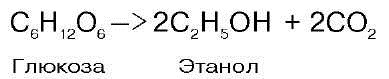 C₆H₁₂O₆ —> 2C₂H₅OH + 2CO₂
Глюкоза Этанол